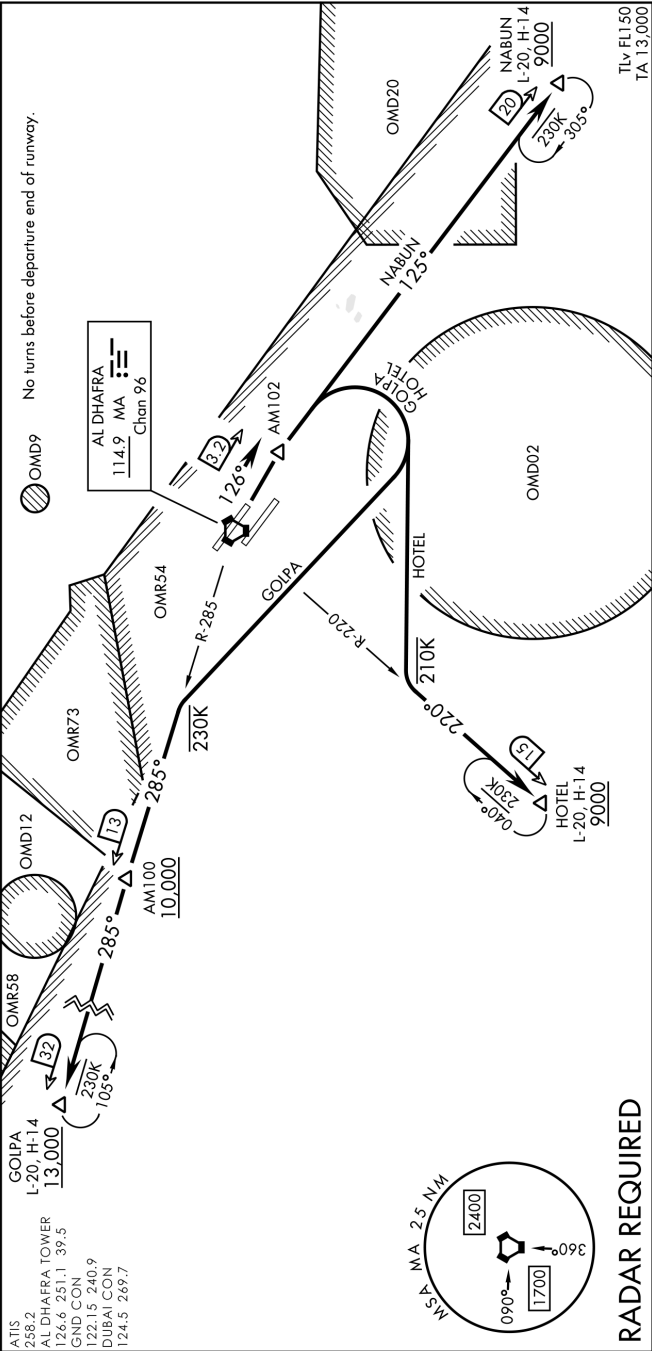 ATIS
258.2
AL DHAFRA TOWER
126.6 251.1 39.5
GND CON
122.15 240.9
DUBAI CON
124.5 269.7
GOLPA
L-20, H-14
13,000
32
230K
105°
OMR58
OMD12
285°
AM100
10,000
13
285°
OMR73
230K
OMR54
R-285
GOLPA
OMD9
No turns before departure end of runway.
AL DHAFRA
114.9 MA
Chan 96
3.2
126°
AM102
GOLPA
HOTEL
NABUN
125°
OMD20
20
NABUN
L-20, H-14
9000
230K
305°
TLv FL150
TA 13,000
OMD02
HOTEL
R-220
210K
220°
15
230K
040°
HOTEL
L-20, H-14
9000
MSA MA 25 NM
2400
1700
090°
360°
RADAR REQUIRED